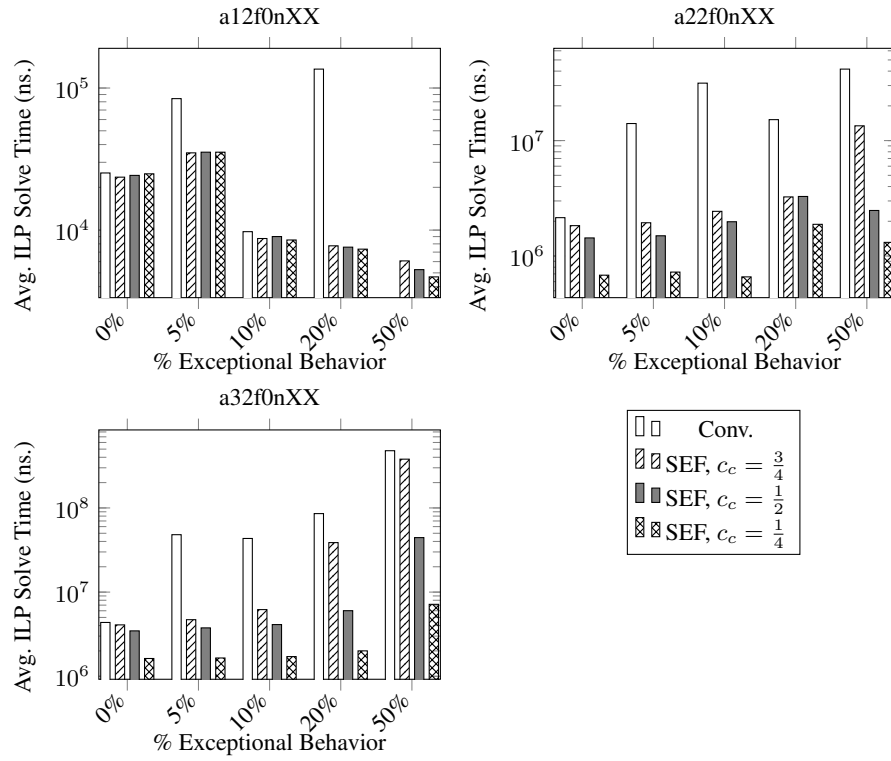 a12f0nXX
Avg. ILP Solve Time (ns.)
10^5
10^4
0% 5% 10% 20% 50%
% Exceptional Behavior
a22f0nXX
Avg. ILP Solve Time (ns.)
10^7
10^6
0% 5% 10% 20% 50%
% Exceptional Behavior
a32f0nXX
Avg. ILP Solve Time (ns.)
10^8
10^7
10^6
0% 5% 10% 20% 50%
% Exceptional Behavior
Conv.
SEF, c_c = 3/4
SEF, c_c = 1/2
SEF, c_c = 1/4